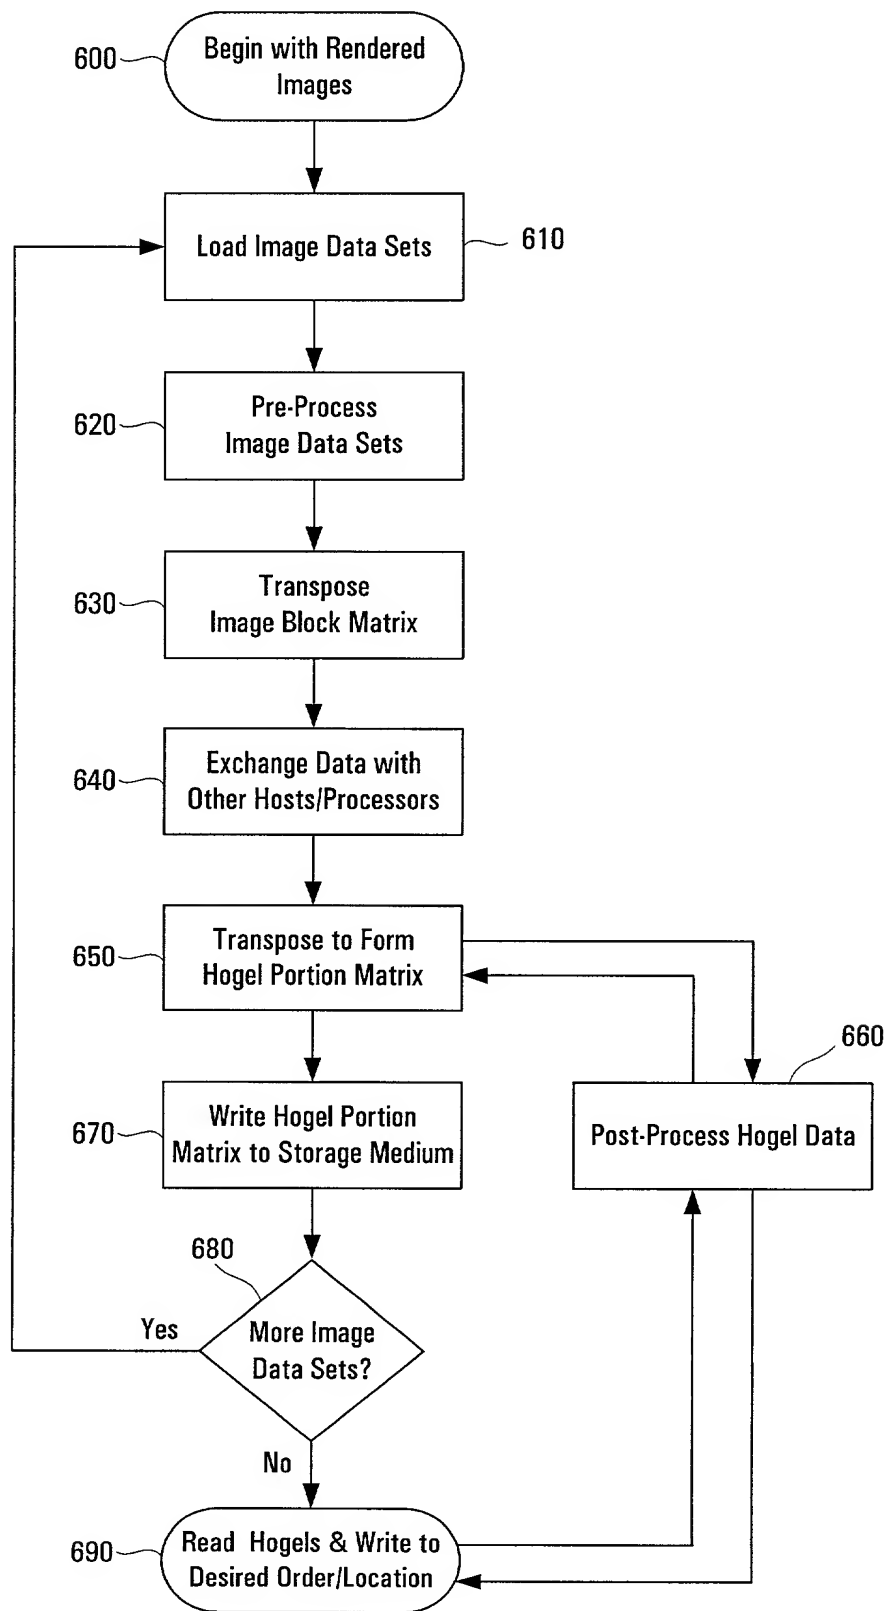 600
Begin with Rendered
Images
Load Image Data Sets
610
620
Pre-Process
Image Data Sets
630
Transpose
Image Block Matrix
640
Exchange Data with
Other Hosts/Processors
650
Transpose to Form
Hogel Portion Matrix
660
Post-Process Hogel Data
670
Write Hogel Portion
Matrix to Storage Medium
680
Yes
More Image
Data Sets?
No
690
Read Hogels & Write to
Desired Order/Location